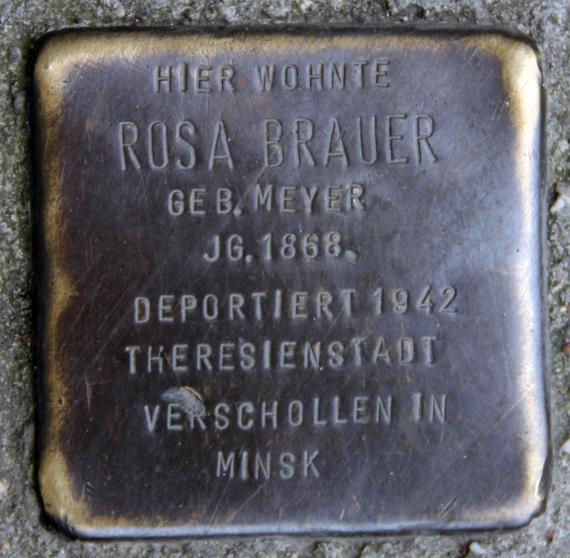 HIER WOHNTE
ROSA BRAUER
GEB. MEYER
JG. 1868
DEPORTIERT 1942
THERESIENSTADT
VERSCHOLLEN IN
MINSK